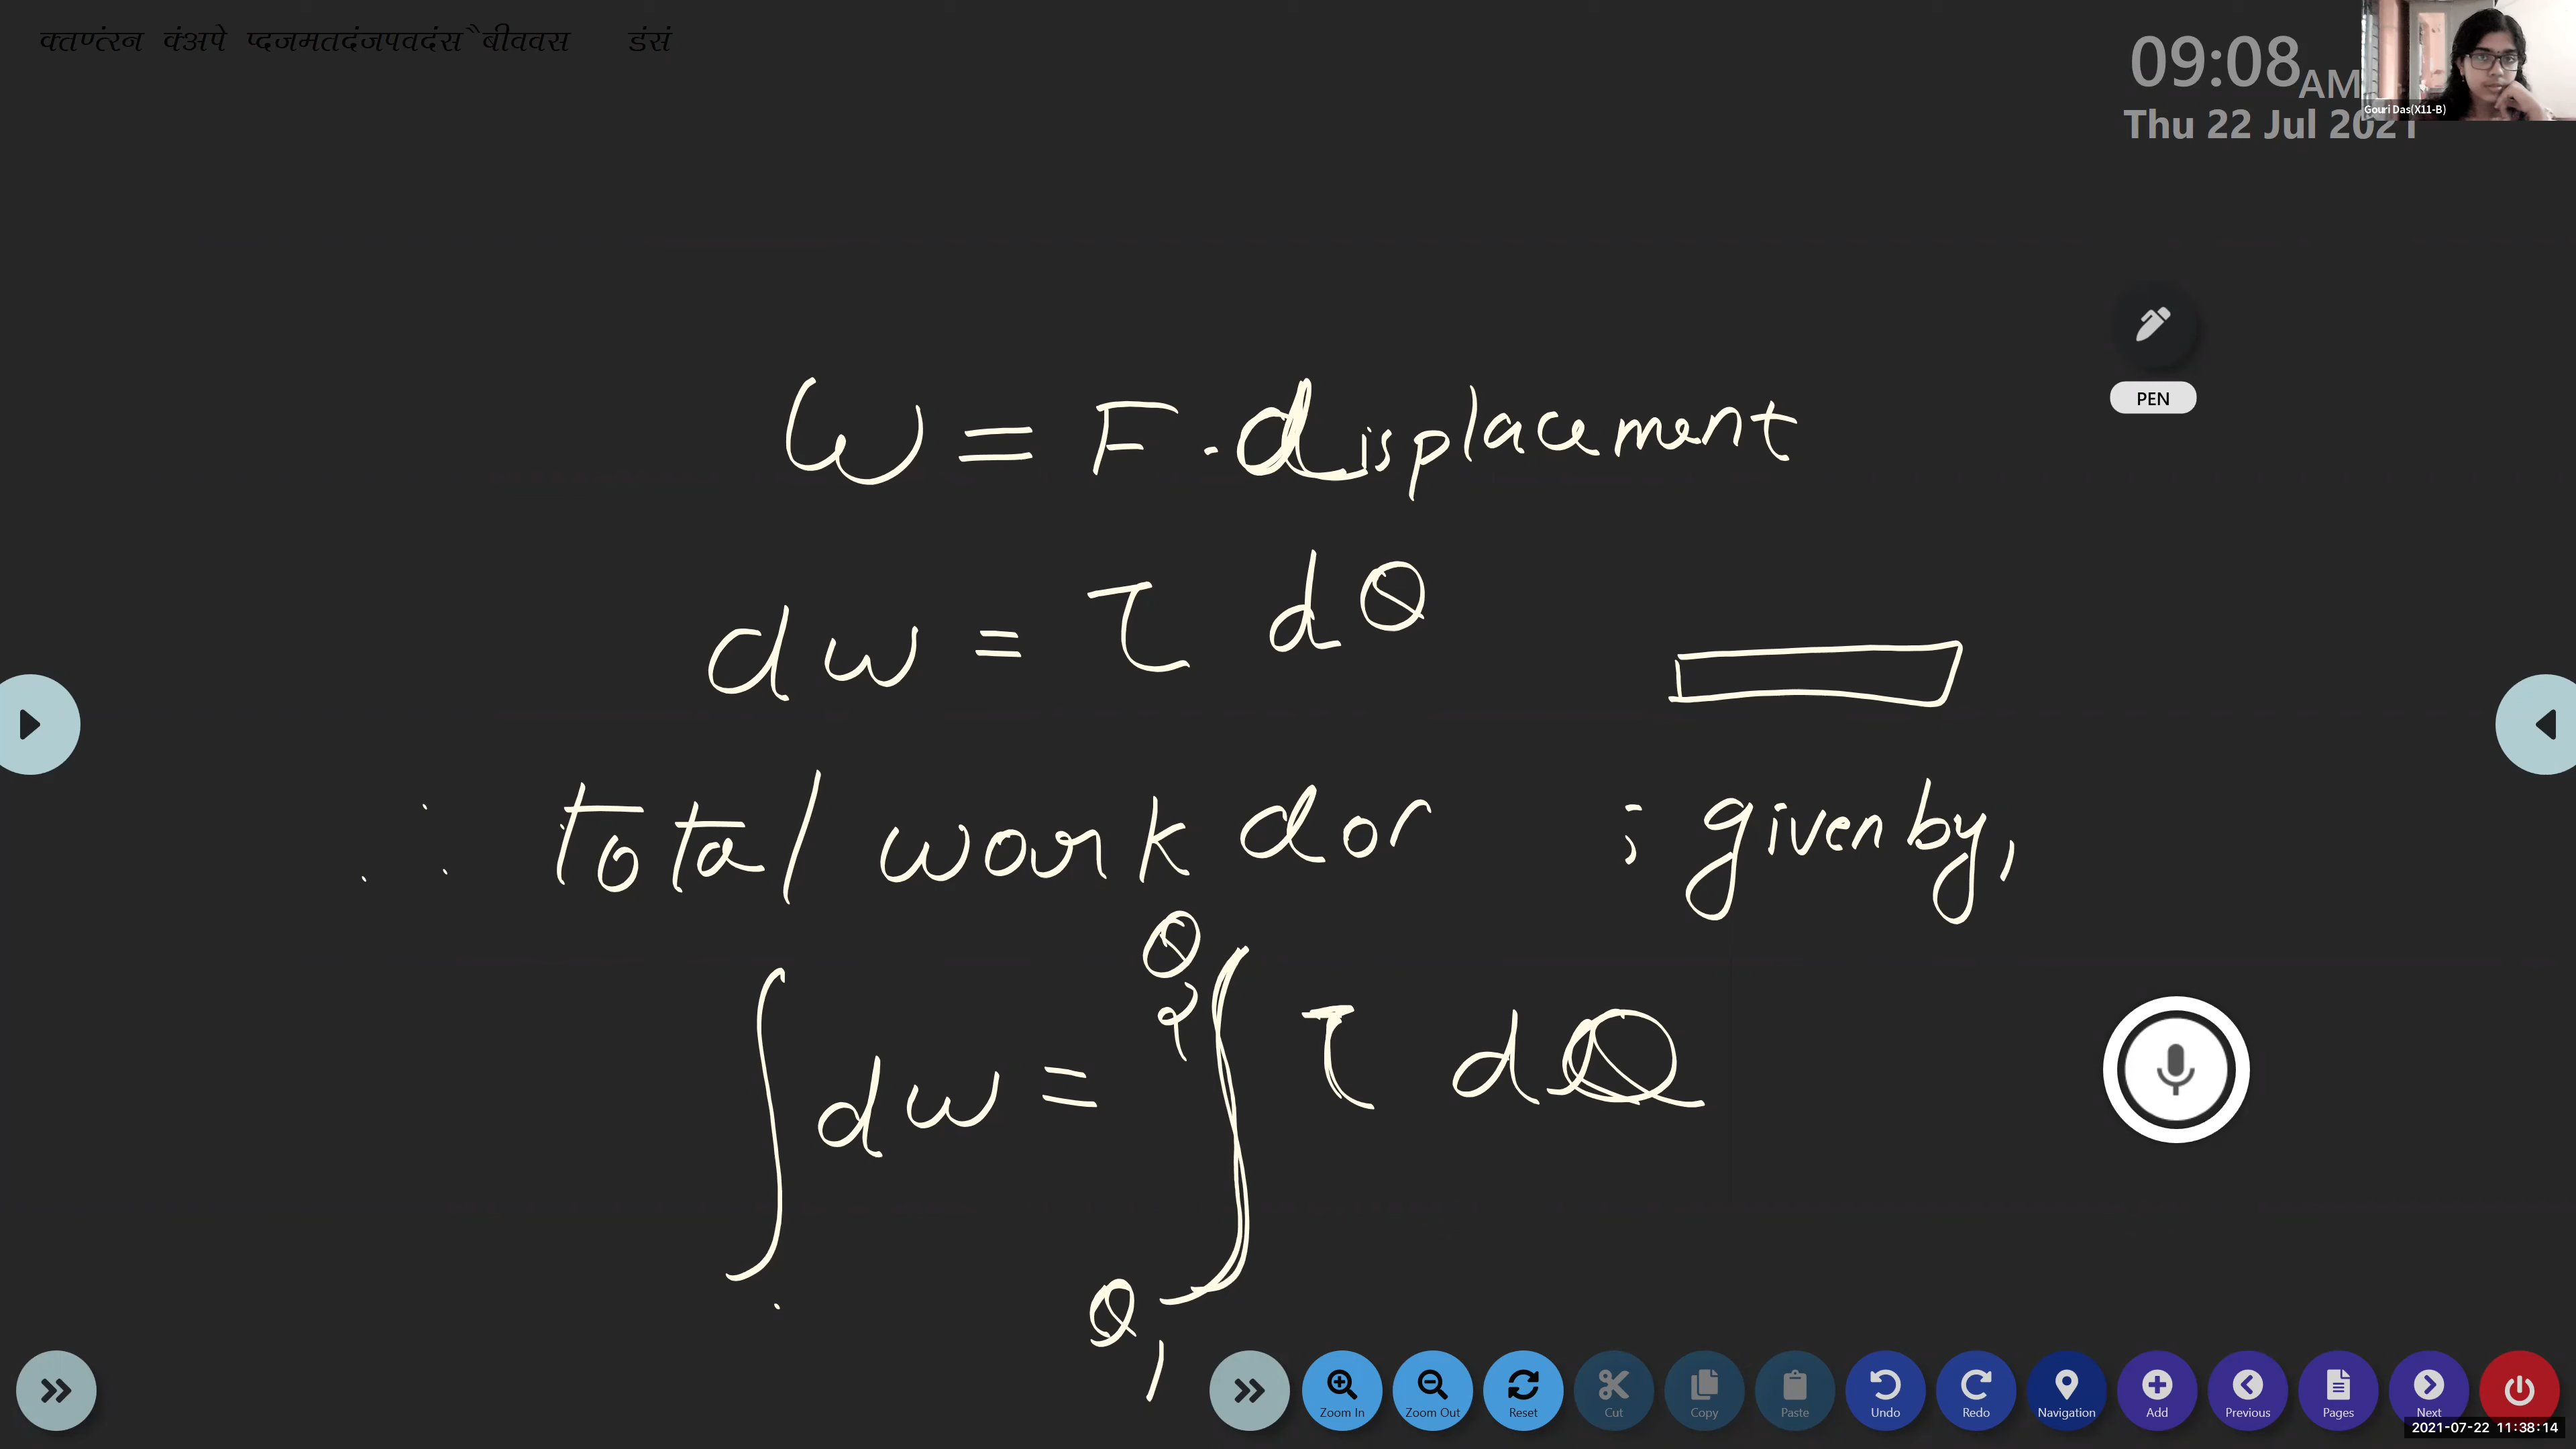 क्तण्ंरन कंअपे प्दजमतदंजपवदंस ैबीववस डंसं
09:08 AM
Thu 22 Jul 2021
Gouri Das(X11-B)
PEN
W = F . displacement
dw = τ dθ
∴ total work dor : given by,
∫ dw = ∫ τ dθ
θ2
θ1
Zoom In Zoom Out Reset Cut Copy Paste Undo Redo Navigation Add Previous Pages Next
2021-07-22 11:38:14